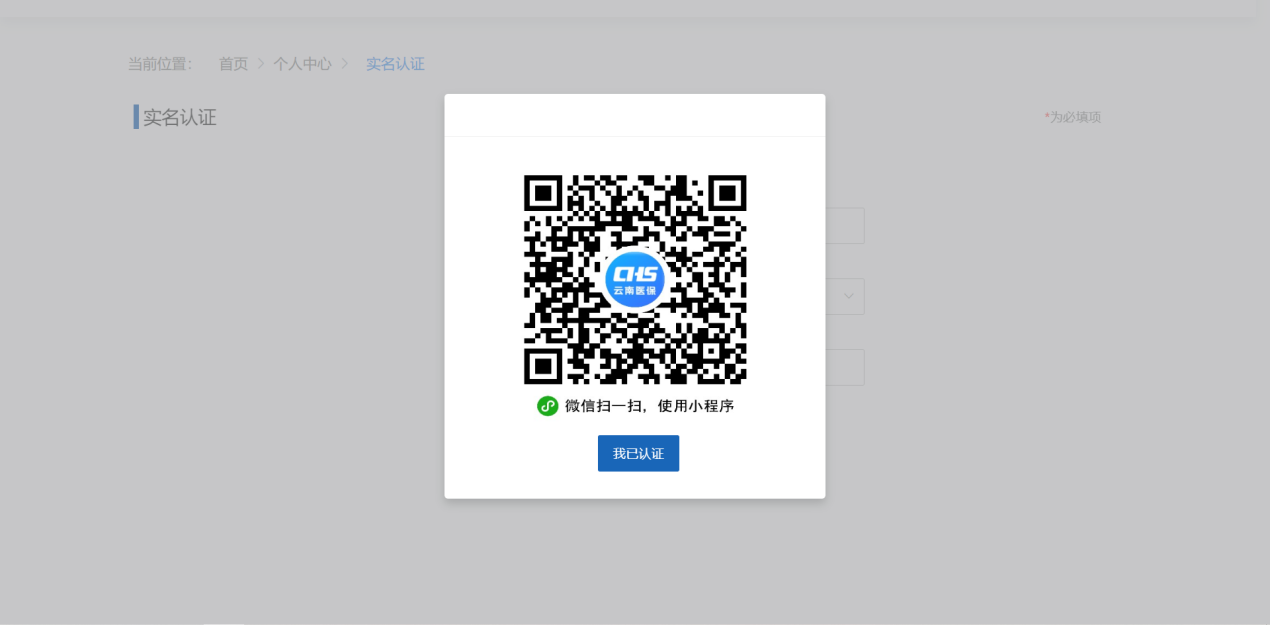 当前位置： 首页 > 个人中心 > 实名认证
实名认证
*为必填项
CHS
云南医保
微信扫一扫，使用小程序
我已认证